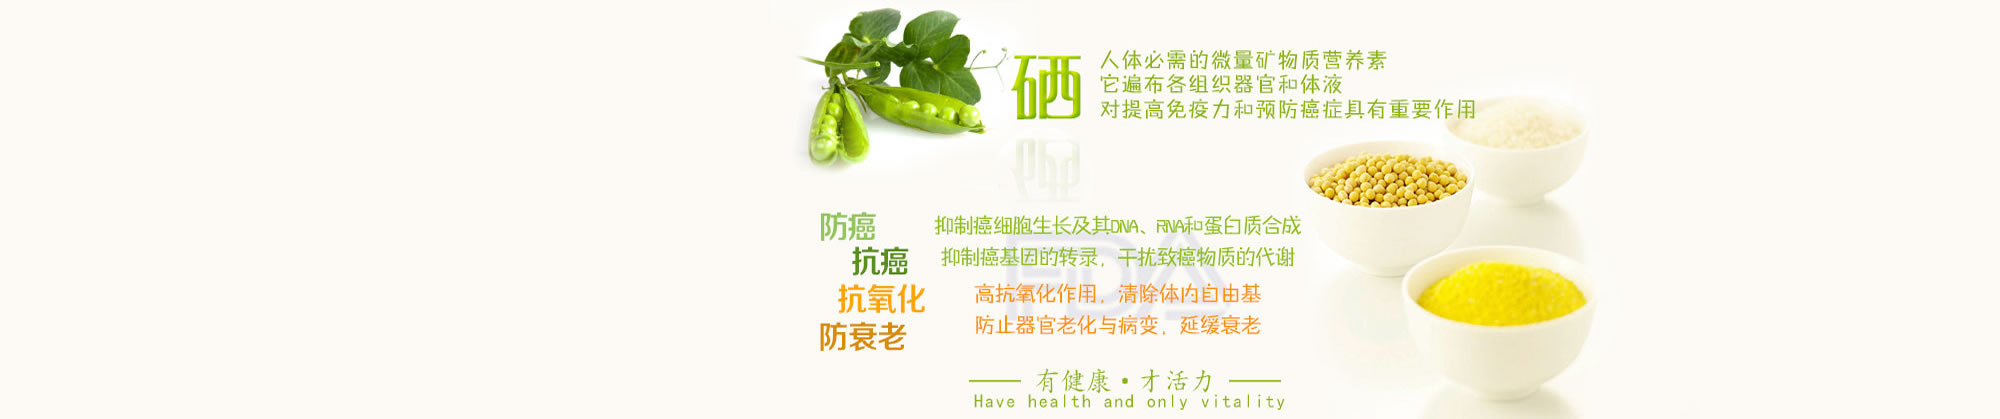 硒
人体必需的微量矿物质营养素
它遍布各组织器官和体液
对提高免疫力和预防癌症具有重要作用
防癌
抑制癌细胞生长及其DNA、RNA和蛋白质合成
抗癌
抑制癌基因的转录，干扰致癌物质的代谢
抗氧化
高抗氧化作用，清除体内自由基
防衰老
防止器官老化与病变，延缓衰老
FDA
有健康·才活力
Have health and only vitality